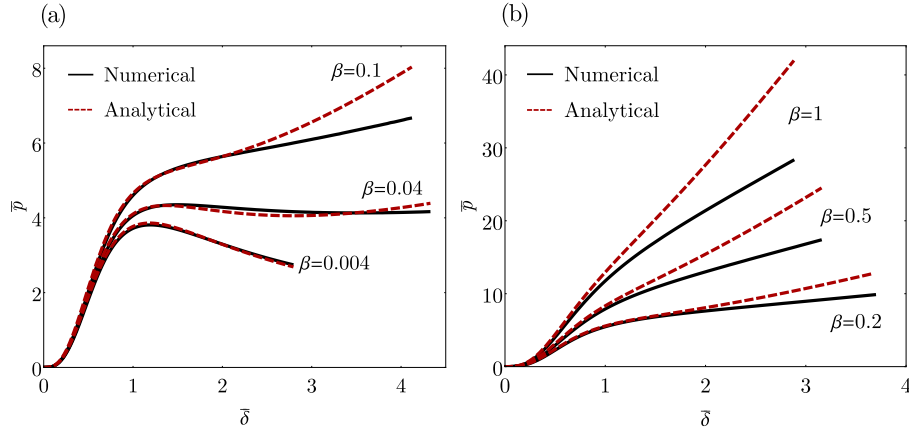 (a)
8
6
4
2
0
0 1 2 3 4
p̅
δ̅
Numerical
Analytical
β=0.1
β=0.04
β=0.004
(b)
40
30
20
10
0
0 1 2 3 4
p̅
δ̅
Numerical
Analytical
β=1
β=0.5
β=0.2